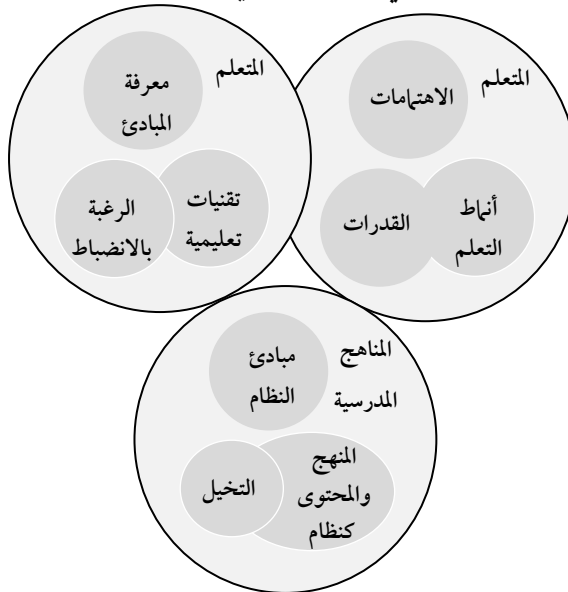 المتعلم
الاهتمامات
أنماط
التعلم
القدرات
المتعلم
معرفة
المبادئ
تقنيات
تعليمية
الرغبة
بالانضباط
المناهج
المدرسية
مبادئ
النظام
المنهج
والمحتوى
كنظام
التخيل